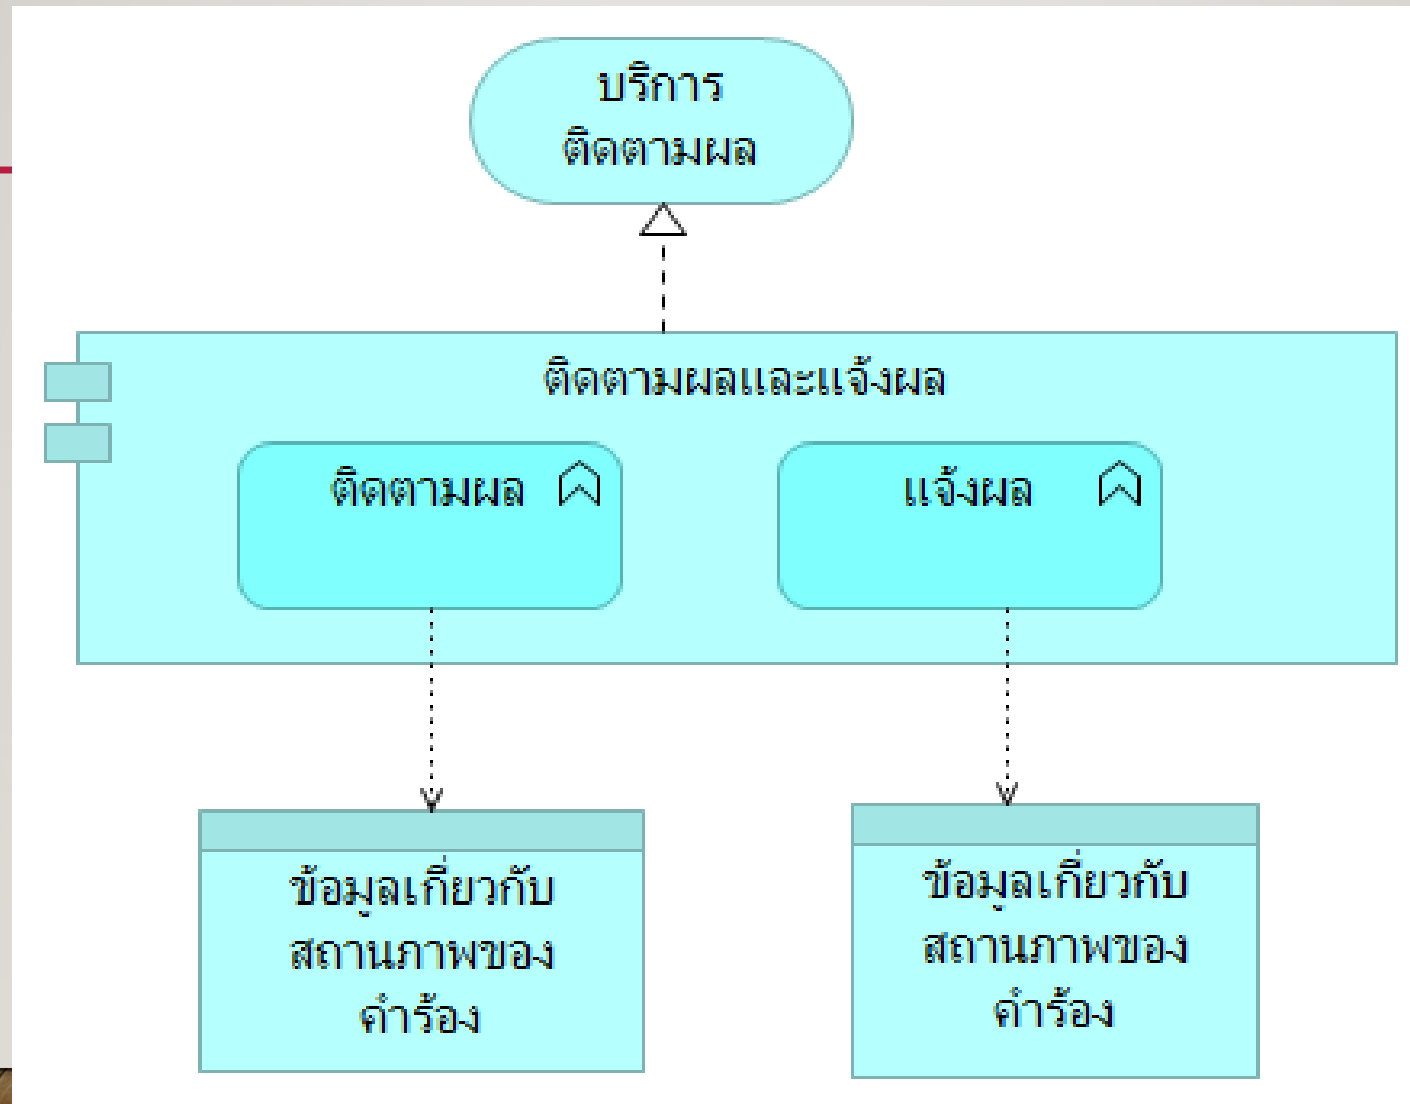 บริการ
ติดตามผล
ติดตามผลและแจ้งผล
ติดตามผล
แจ้งผล
ข้อมูลเกี่ยวกับ
สถานภาพของ
คำร้อง
ข้อมูลเกี่ยวกับ
สถานภาพของ
คำร้อง